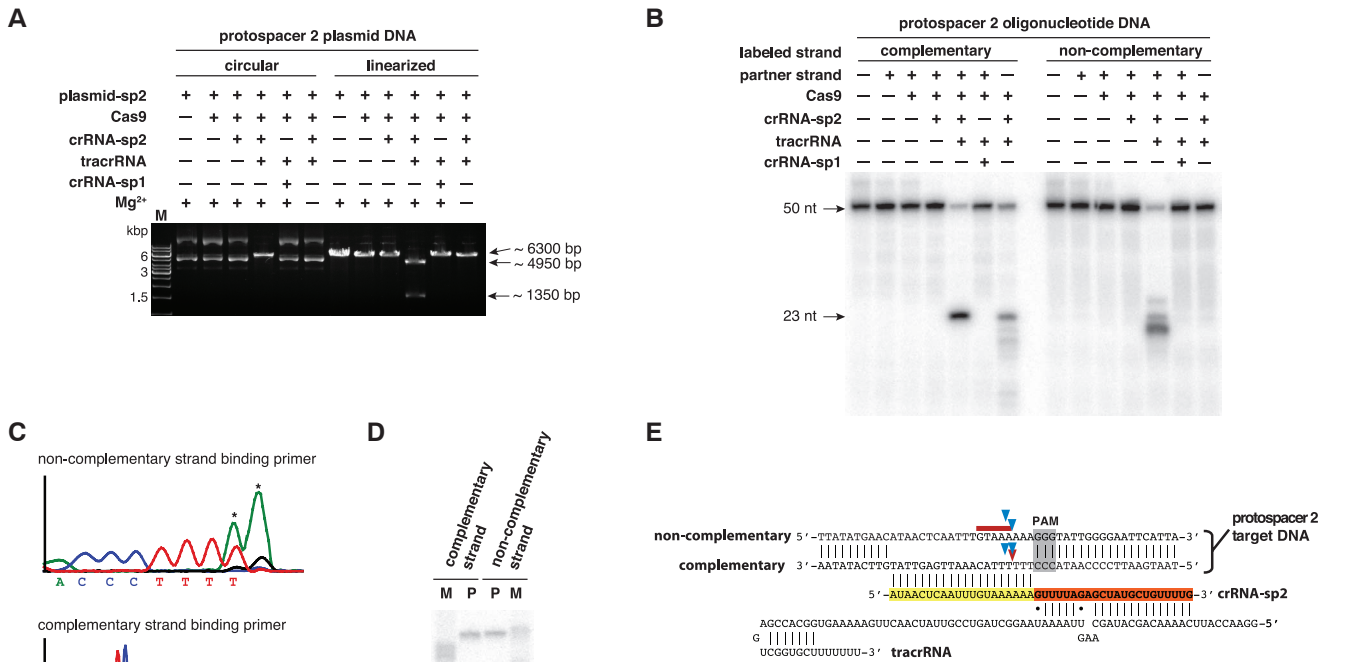 A
protospacer 2 plasmid DNA
circular linearized
plasmid-sp2 + + + + + + + + + + + +
Cas9 — + + + + + — + + + + +
crRNA-sp2 — — + + — + — — + + — +
tracrRNA — — — + + + — — — + + +
crRNA-sp1 — — — — + — — — — — + —
Mg2+ + + + + + — + + + + + —
M
kbp
6
3
1.5
~ 6300 bp
~ 4950 bp
~ 1350 bp
B
protospacer 2 oligonucleotide DNA
labeled strand complementary non-complementary
partner strand — + + + + + — — + + + + + —
Cas9 — — + + + + + — — + + + + +
crRNA-sp2 — — — + + — + — — — + + — +
tracrRNA — — — — + + + — — — — + + +
crRNA-sp1 — — — — — + — — — — — — + —
50 nt
23 nt
C
non-complementary strand binding primer
* *
A C C C T T T T
complementary strand binding primer
D
complementary strand
non-complementary strand
M P P M
E
PAM
non-complementary 5'-TTATATGAACATAACTCAATTTGTAAAAAAGGGTATTGGGGAATTCATTA-3'
complementary 3'-AATATACTTGTATTGAGTTAAACATTTTTTCCCATAACCCCTTAAGTAAT-5'
protospacer 2
target DNA
5'-AUAACUCAAUUUGUAAAAAAGUUUUAGAGCUAUGCUGUUUUG-3' crRNA-sp2
AGCCACGGUGAAAAAGUUCAACUAUUGCCUGAUCGGAAUAAAAUU CGAUACGACAAAACUUACCAAGG-5'
G GAA
UCGGUGCUUUUUUU-3' tracrRNA